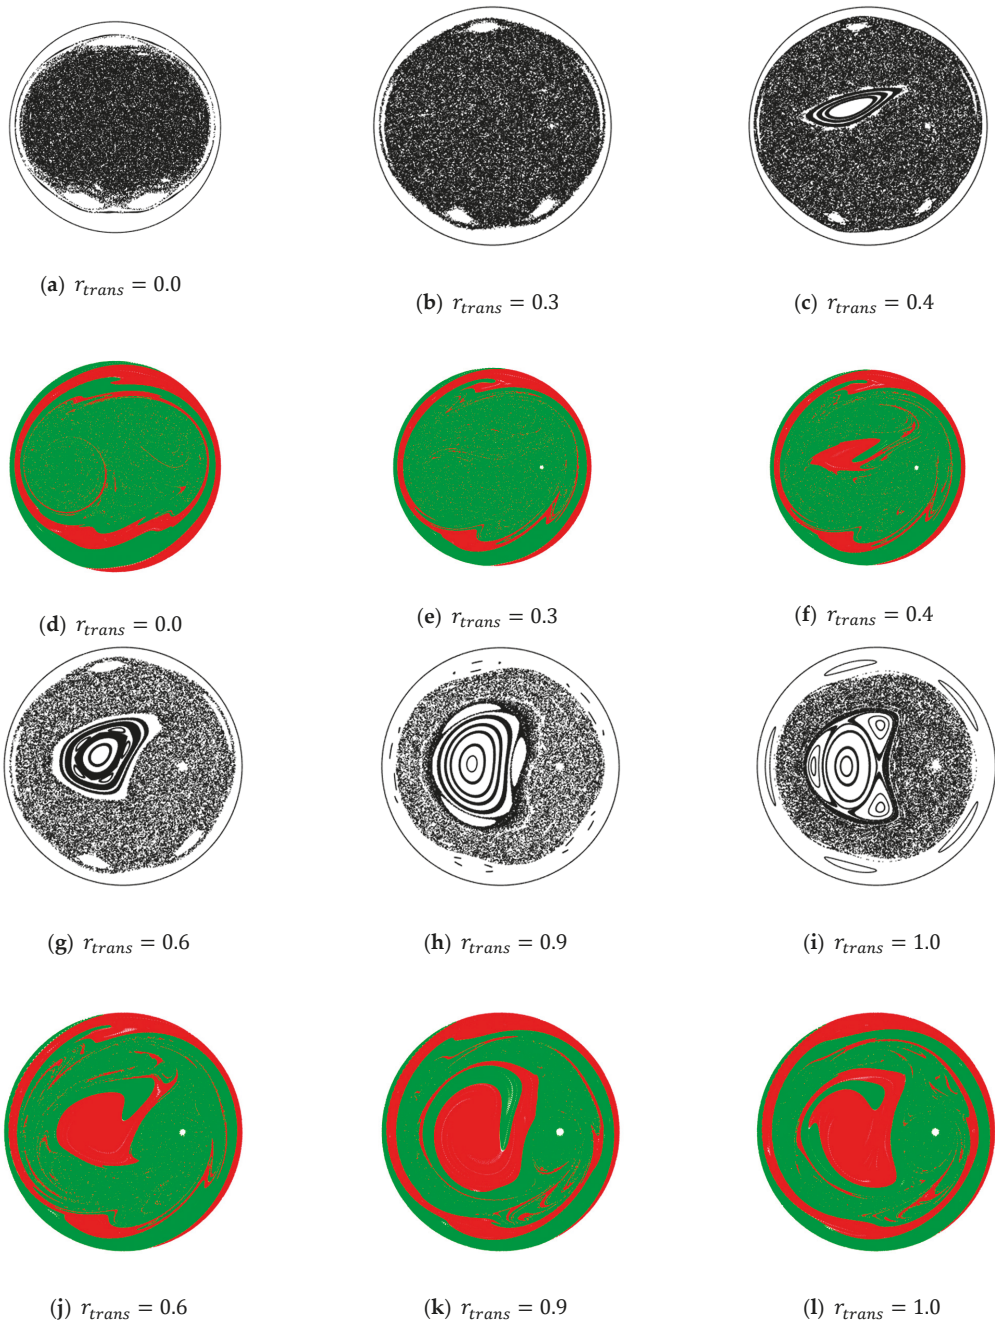 (a) r_trans = 0.0
(b) r_trans = 0.3
(c) r_trans = 0.4
(d) r_trans = 0.0
(e) r_trans = 0.3
(f) r_trans = 0.4
(g) r_trans = 0.6
(h) r_trans = 0.9
(i) r_trans = 1.0
(j) r_trans = 0.6
(k) r_trans = 0.9
(l) r_trans = 1.0